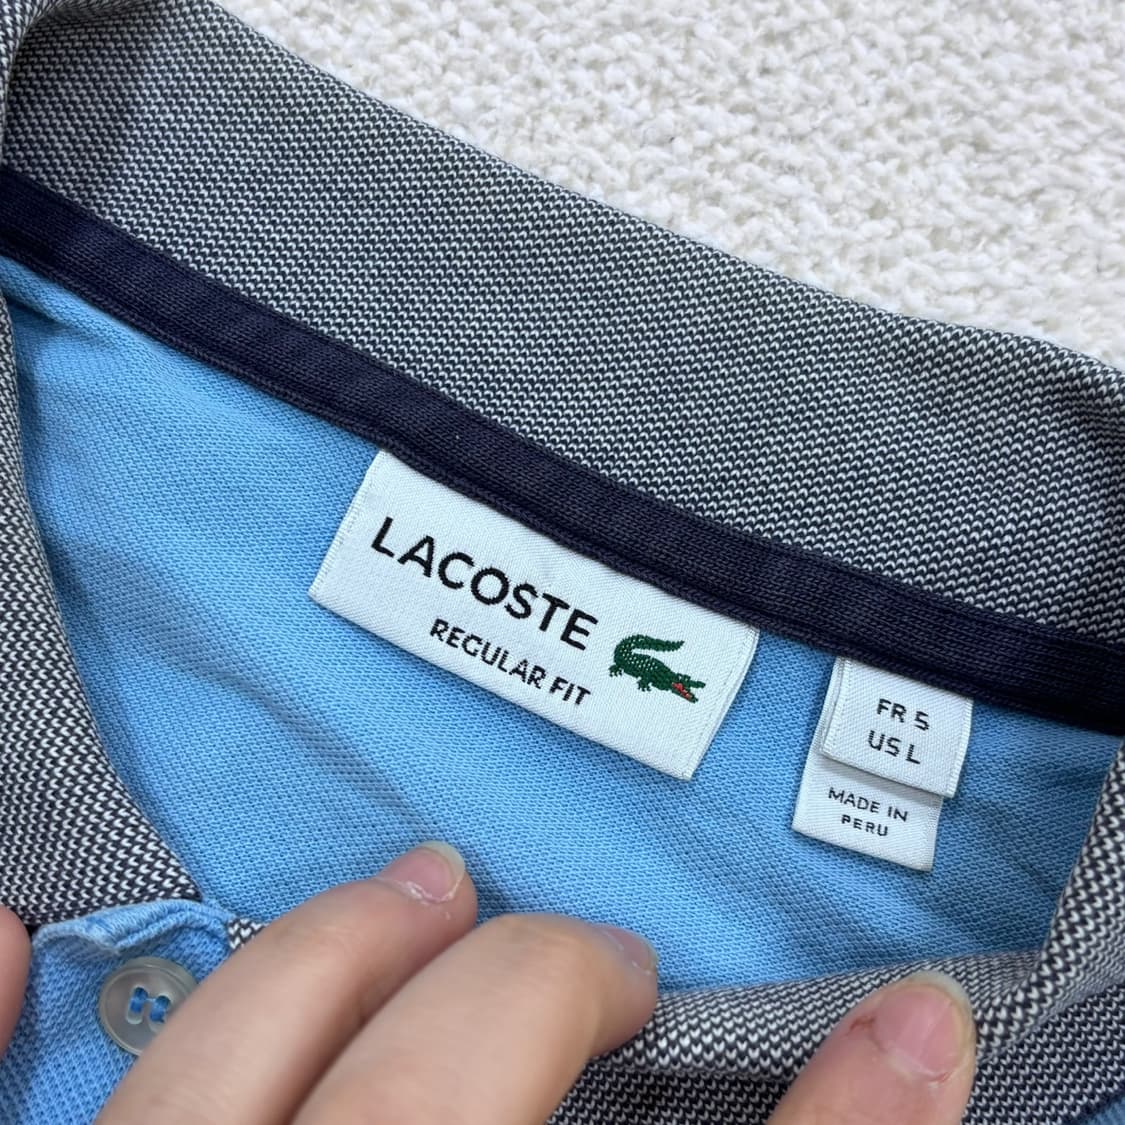 LACOSTE
REGULAR FIT
FR 5
US L
MADE IN
PERU